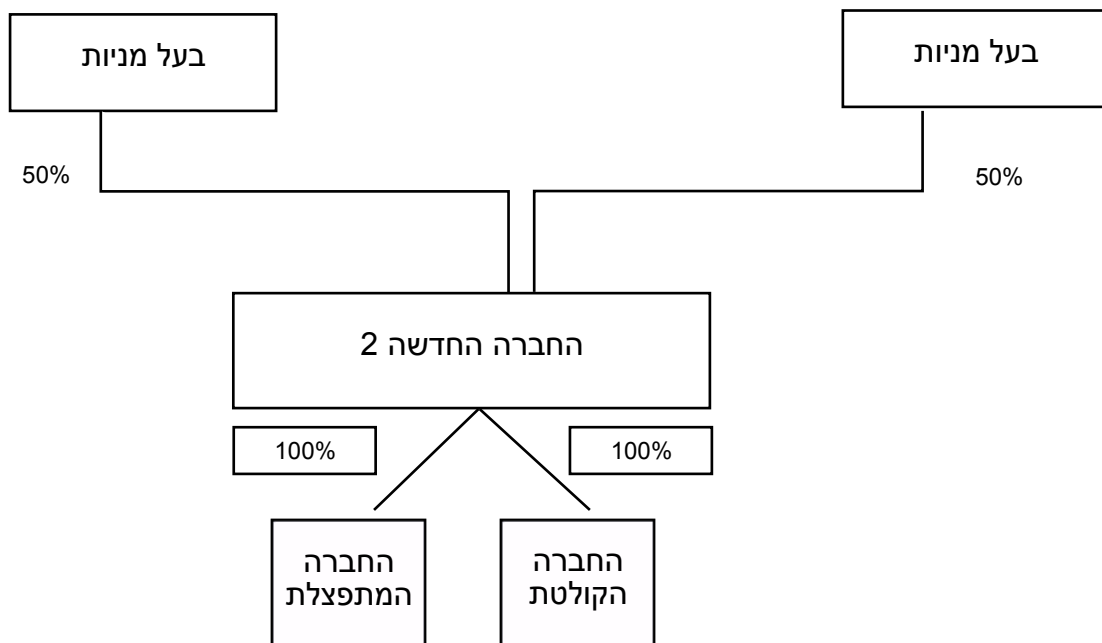 בעל מניות
בעל מניות
50%
50%
החברה החדשה 2
100%
100%
החברה
הקולטת
החברה
המתפצלת